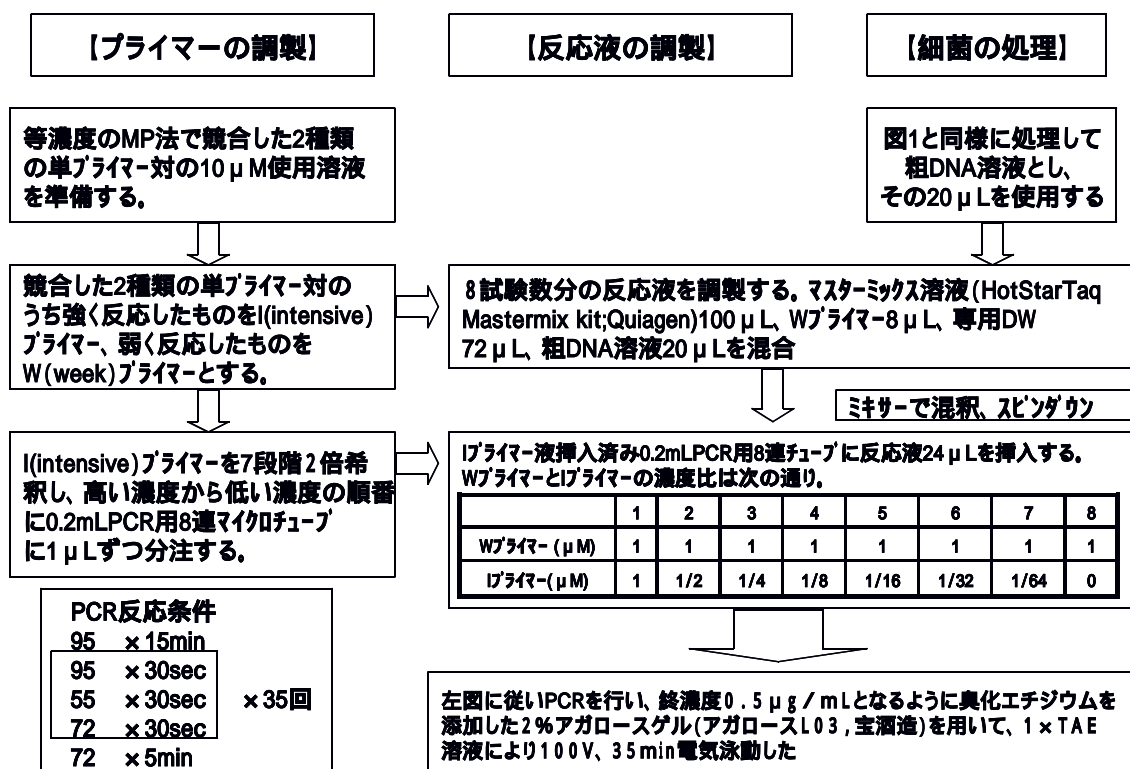 【プライマーの調製】
【反応液の調製】
【細菌の処理】
等濃度のMP法で競合した2種類
の単プライマー対の10μM使用溶液
を準備する。
図1と同様に処理して
粗DNA溶液とし、
その20μLを使用する
競合した2種類の単プライマー対の
うち強く反応したものをI(intensive)
プライマー、弱く反応したものを
W(week)プライマーとする。
8試験数分の反応液を調製する。マスターミックス溶液(HotStarTaq
Mastermix kit;Quiagen)100μL、Wプライマー8μL、専用DW
72μL、粗DNA溶液20μLを混合
ミキサーで混釈、スピンダウン
I(intensive)プライマーを7段階2倍希
釈し、高い濃度から低い濃度の順番
に0.2mLPCR用8連マイクロチューブ
に1μLずつ分注する。
Iプライマー液挿入済み0.2mLPCR用8連チューブに反応液24μLを挿入する。
WプライマーとIプライマーの濃度比は次の通り。
1 2 3 4 5 6 7 8
Wプライマー(μM) 1 1 1 1 1 1 1 1
Iプライマー(μM) 1 1/2 1/4 1/8 1/16 1/32 1/64 0
PCR反応条件
95 ×15min
95 ×30sec
55 ×30sec ×35回
72 ×30sec
72 ×5min
左図に従いPCRを行い、終濃度0.5μg/mLとなるように臭化エチジウムを
添加した2%アガロースゲル(アガロースL03,宝酒造)を用いて、1×TAE
溶液により100V、35min電気泳動した